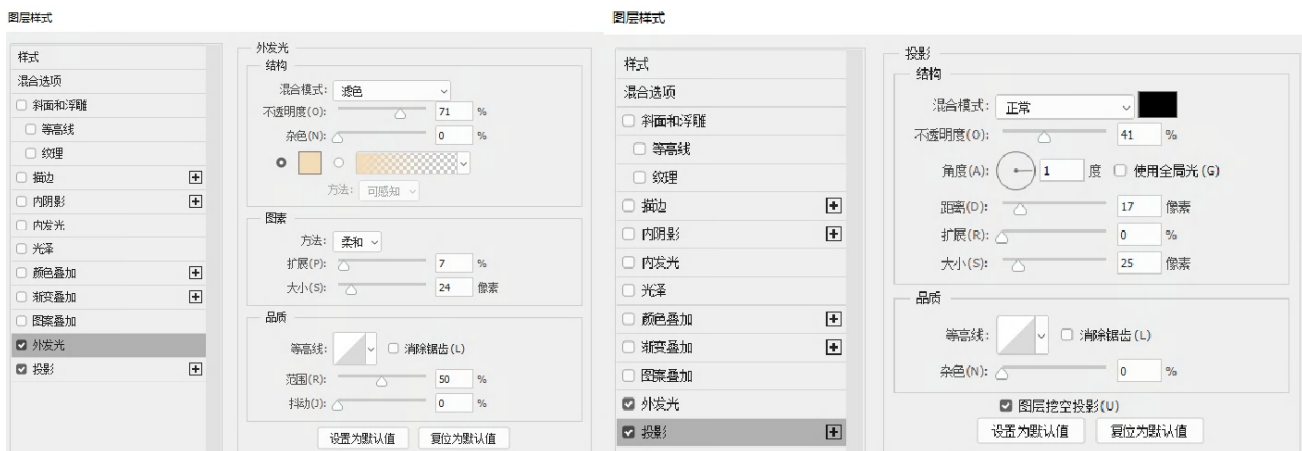 图层样式
样式
混合选项
斜面和浮雕
等高线
纹理
描边
内阴影
内发光
光泽
颜色叠加
渐变叠加
图案叠加
外发光
投影
外发光
结构
混合模式: 滤色
不透明度(O): 71 %
杂色(N): 0 %
方法: 可感知
图素
方法: 柔和
扩展(P): 7 %
大小(S): 24 像素
品质
等高线: 消除锯齿(L)
范围(R): 50 %
抖动(J): 0 %
设置为默认值 复位为默认值
图层样式
样式
混合选项
斜面和浮雕
等高线
纹理
描边
内阴影
内发光
光泽
颜色叠加
渐变叠加
图案叠加
外发光
投影
投影
结构
混合模式: 正常
不透明度(O): 41 %
角度(A): 1 度 使用全局光(G)
距离(D): 17 像素
扩展(R): 0 %
大小(S): 25 像素
品质
等高线: 消除锯齿(L)
杂色(N): 0 %
图层挖空投影(U)
设置为默认值 复位为默认值